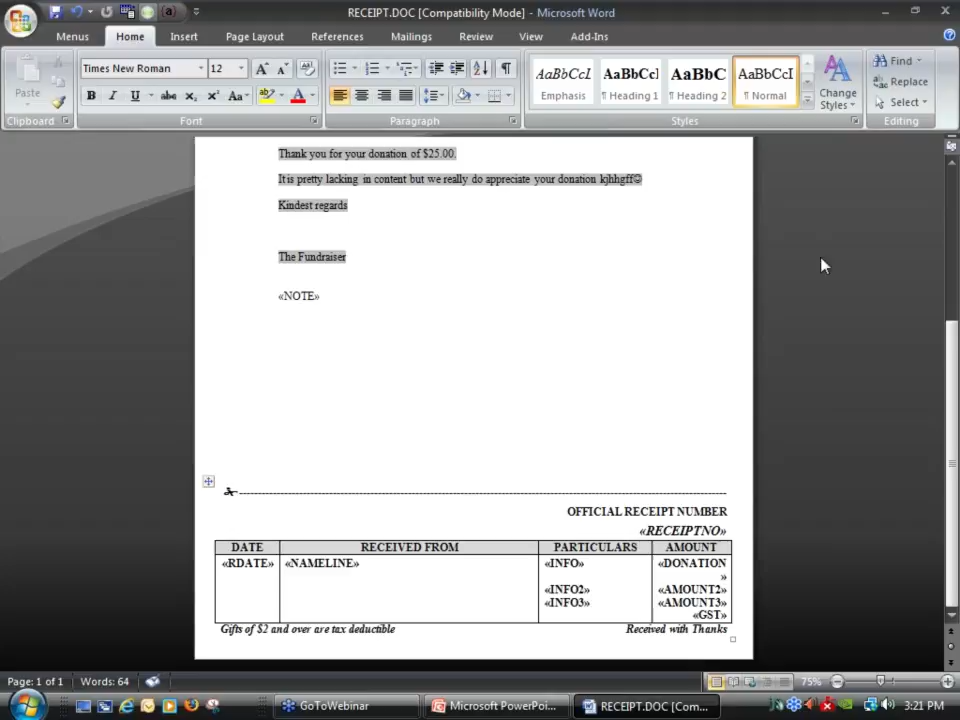 RECEIPT.DOC [Compatibility Mode] - Microsoft Word
Menus Home Insert Page Layout References Mailings Review View Add-Ins
Paste
Clipboard
Times New Roman 12
Font
Paragraph
AaBbCcI AaBbCcI AaBbC AaBbCcI
Emphasis ¶ Heading 1 ¶ Heading 2 ¶ Normal
Change Styles
Styles
Find
Replace
Select
Editing
Thank you for your donation of $25.00.
It is pretty lacking in content but we really do appreciate your donation kjhhgff☺
Kindest regards
The Fundraiser
«NOTE»
OFFICIAL RECEIPT NUMBER
«RECEIPTNO»
DATE RECEIVED FROM PARTICULARS AMOUNT
«RDATE» «NAMELINE» «INFO» «DONATION
»
«INFO2» «AMOUNT2»
«INFO3» «AMOUNT3»
«GST»
Gifts of $2 and over are tax deductible Received with Thanks
Page: 1 of 1 Words: 64 75%
GoToWebinar Microsoft PowerPoi... RECEIPT.DOC [Com... 3:21 PM